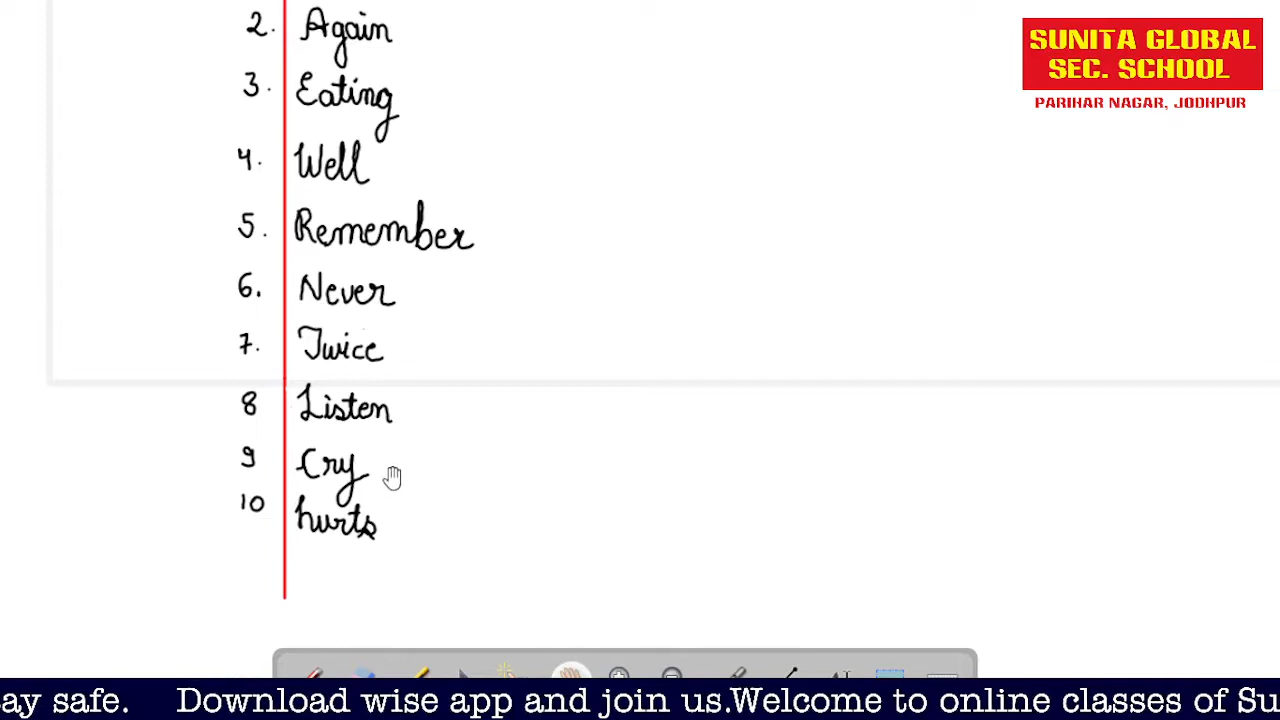 2. Again
SUNITA GLOBAL
SEC. SCHOOL
PARIHAR NAGAR, JODHPUR
3. Eating
4. Well
5. Remember
6. Never
7. Twice
8 Listen
9 Cry
10 hurts
ay safe. Download wise app and join us.Welcome to online classes of Su